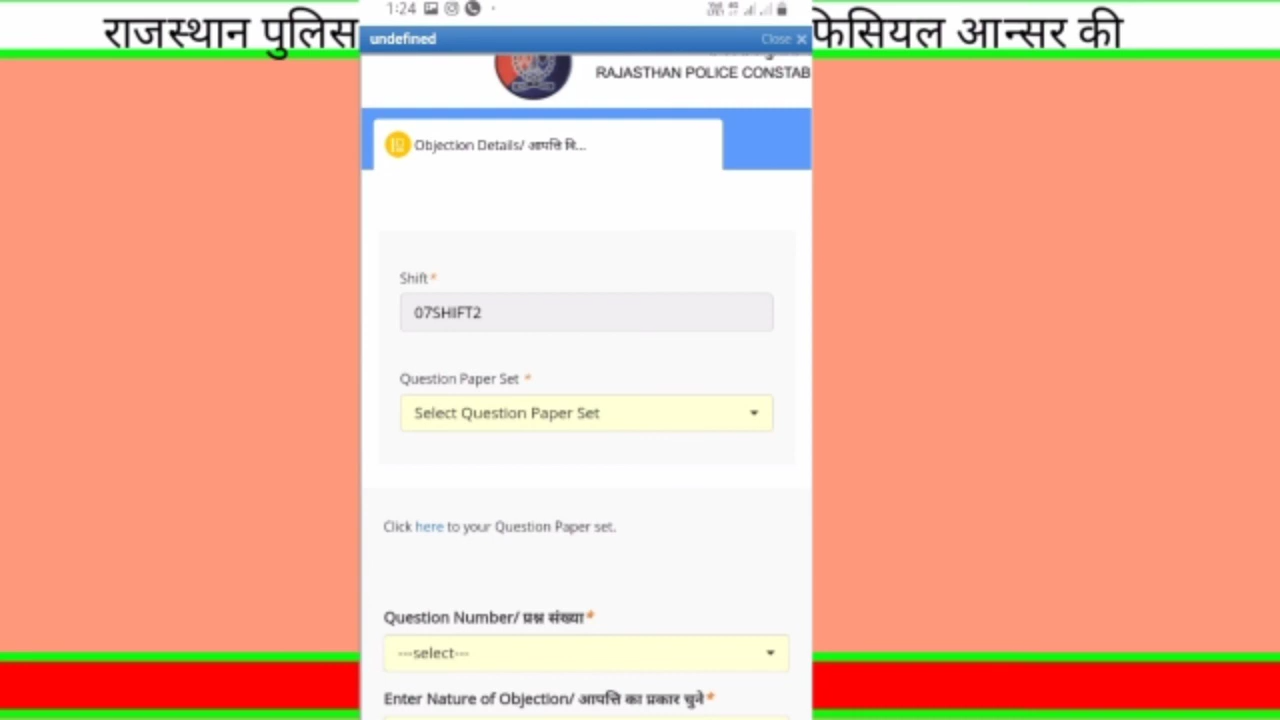 राजस्थान पुलिस
फेसियल आन्सर की
1:24
undefined
Close ×
RAJASTHAN POLICE CONSTAB
Objection Details/ आपत्ति वि...
Shift*
07SHIFT2
Question Paper Set *
Select Question Paper Set
Click here to your Question Paper set.
Question Number/ प्रश्न संख्या*
---select---
Enter Nature of Objection/ आपत्ति का प्रकार चुने*